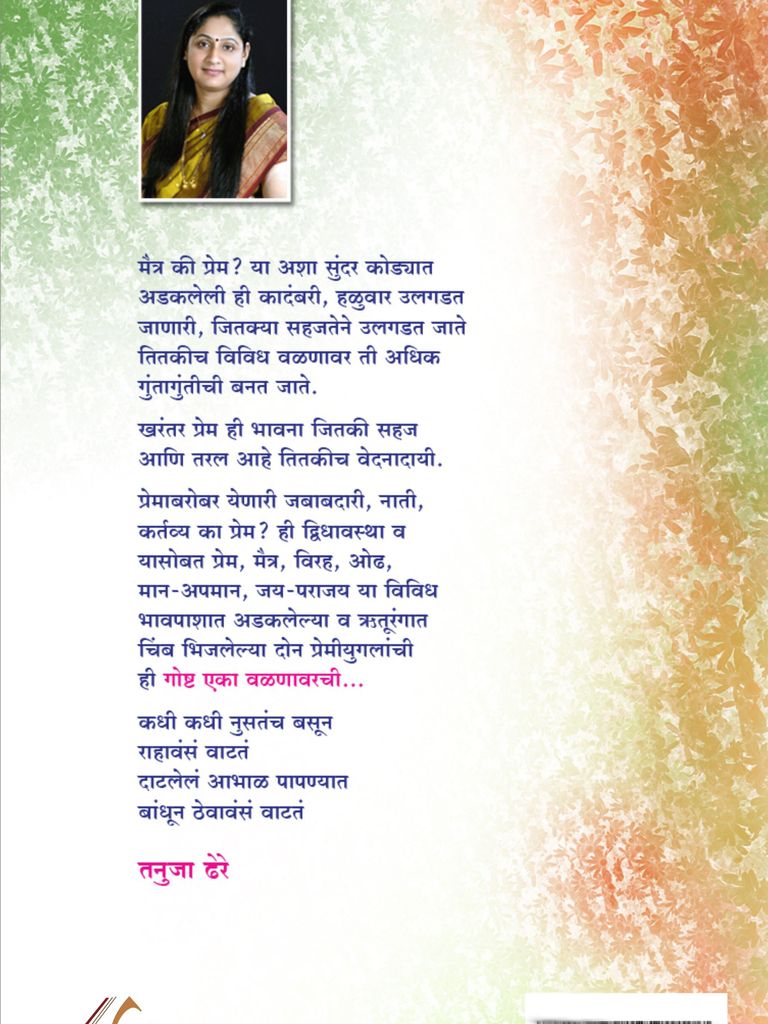 मैत्र की प्रेम? या अशा सुंदर कोड्यात
अडकलेली ही कादंबरी, हळुवार उलगडत
जाणारी, जितक्या सहजतेने उलगडत जाते
तितकीच विविध वळणावर ती अधिक
गुंतागुंतीची बनत जाते.
खरंतर प्रेम ही भावना जितकी सहज
आणि तरल आहे तितकीच वेदनादायी.
प्रेमाबरोबर येणारी जबाबदारी, नाती,
कर्तव्य का प्रेम? ही द्विधावस्था व
यासोबत प्रेम, मैत्र, विरह, ओढ,
मान-अपमान, जय-पराजय या विविध
भावपाशात अडकलेल्या व ऋतूरंगात
चिंब भिजलेल्या दोन प्रेमीयुगलांची
ही गोष्ट एका वळणावरची...
कधी कधी नुसतंच बसून
राहावंसं वाटतं
दाटलेलं आभाळ पापण्यात
बांधून ठेवावंसं वाटतं
तनुजा ढेरे